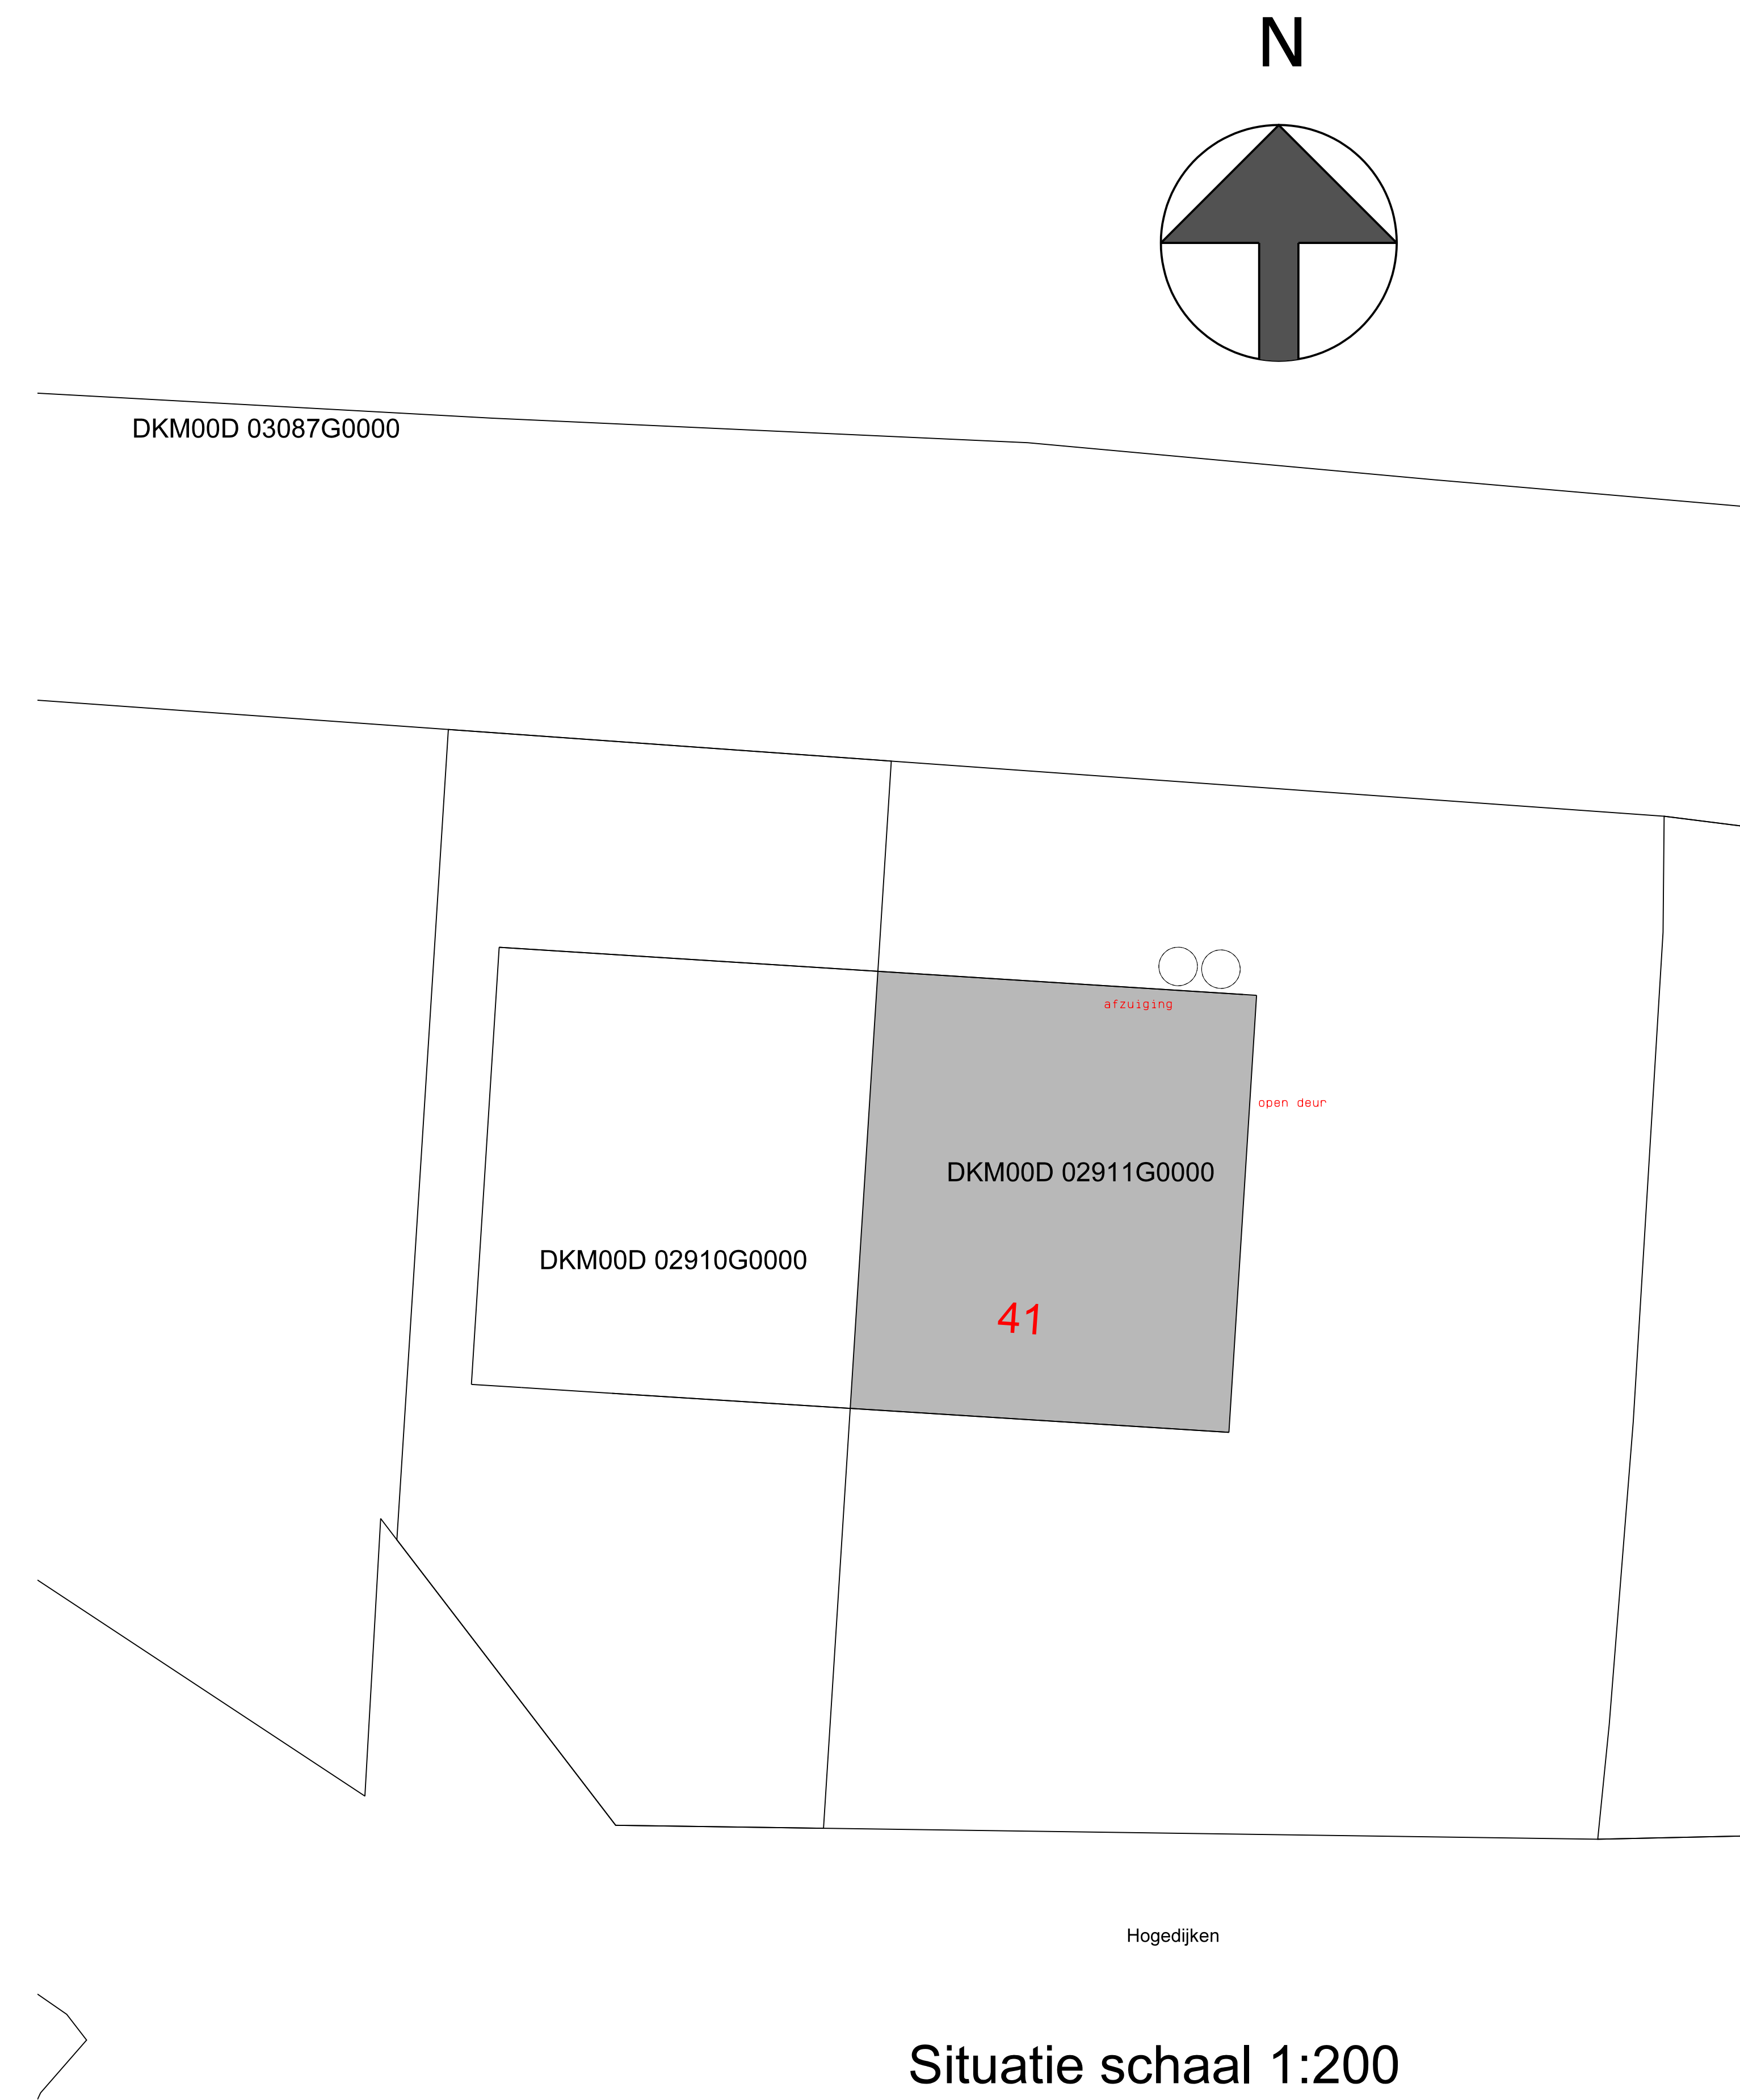 N
DKM00D 03087G0000
afzuiging
open deur
DKM00D 02911G0000
DKM00D 02910G0000
41
Hogedijken
Situatie schaal 1:200